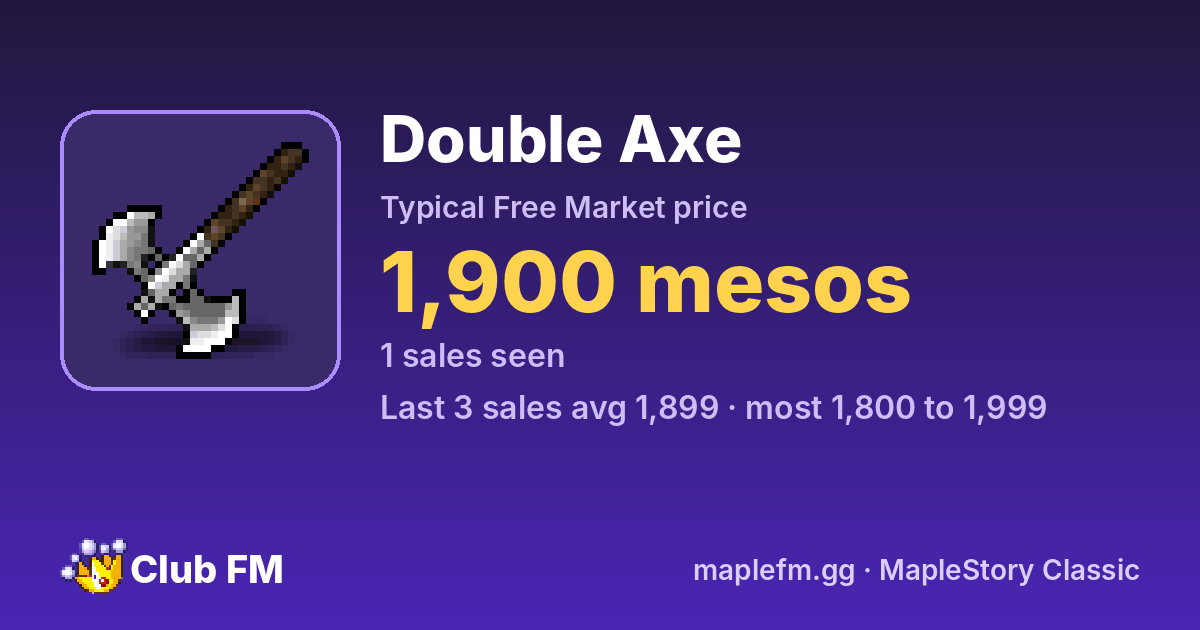 Double Axe
Typical Free Market price
1,900 mesos
1 sales seen
Last 3 sales avg 1,899 · most 1,800 to 1,999
Club FM
maplefm.gg · MapleStory Classic